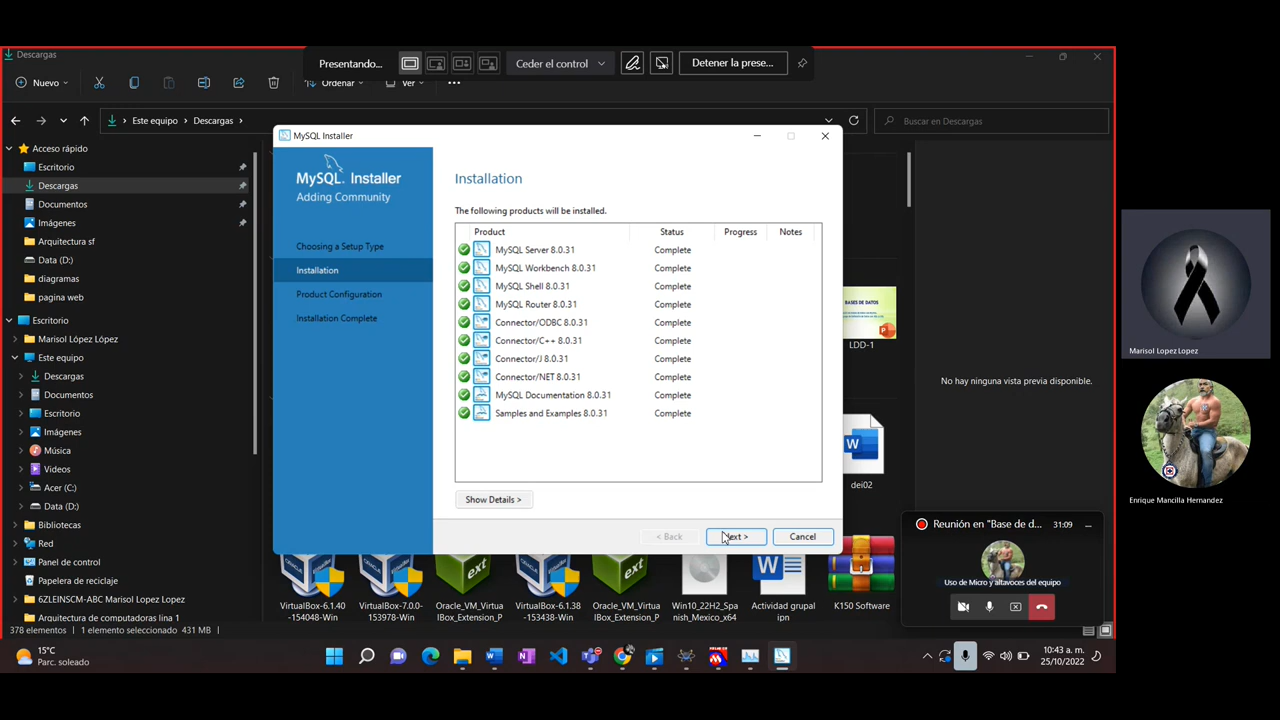 Descargas
Presentando...
Ceder el control
Detener la prese...
Nuevo
Ordenar
Ver
Este equipo > Descargas >
Buscar en Descargas
Acceso rápido
Escritorio
Descargas
Documentos
Imágenes
Arquitectura sf
Data (D:)
diagramas
pagina web
Escritorio
Marisol López López
Este equipo
Descargas
Documentos
Escritorio
Imágenes
Música
Videos
Acer (C:)
Data (D:)
Bibliotecas
Red
Panel de control
Papelera de reciclaje
6ZLEINSCM-ABC Marisol Lopez Lopez
Arquitectura de computadoras lina 1
378 elementos
1 elemento seleccionado 431 MB
MySQL Installer
MySQL. Installer
Adding Community
Choosing a Setup Type
Installation
Product Configuration
Installation Complete
Installation
The following products will be installed.
Product Status Progress Notes
MySQL Server 8.0.31 Complete
MySQL Workbench 8.0.31 Complete
MySQL Shell 8.0.31 Complete
MySQL Router 8.0.31 Complete
Connector/ODBC 8.0.31 Complete
Connector/C++ 8.0.31 Complete
Connector/J 8.0.31 Complete
Connector/NET 8.0.31 Complete
MySQL Documentation 8.0.31 Complete
Samples and Examples 8.0.31 Complete
Show Details >
< Back
Next >
Cancel
BASES DE DATOS
LDD-1
W
dei02
No hay ninguna vista previa disponible.
ext
ext
W
VirtualBox-6.1.40
-154048-Win
VirtualBox-7.0.0-
153978-Win
Oracle_VM_Virtua
lBox_Extension_P
VirtualBox-6.1.38
-153438-Win
Oracle_VM_Virtua
lBox_Extension_P
Win10_22H2_Spa
nish_Mexico_x64
Actividad grupal
ipn
K150 Software
Reunión en "Base de d... 31:09
Uso de Micro y altavoces del equipo
Marisol Lopez Lopez
Enrique Mancilla Hernandez
15°C
Parc. soleado
10:43 a. m.
25/10/2022